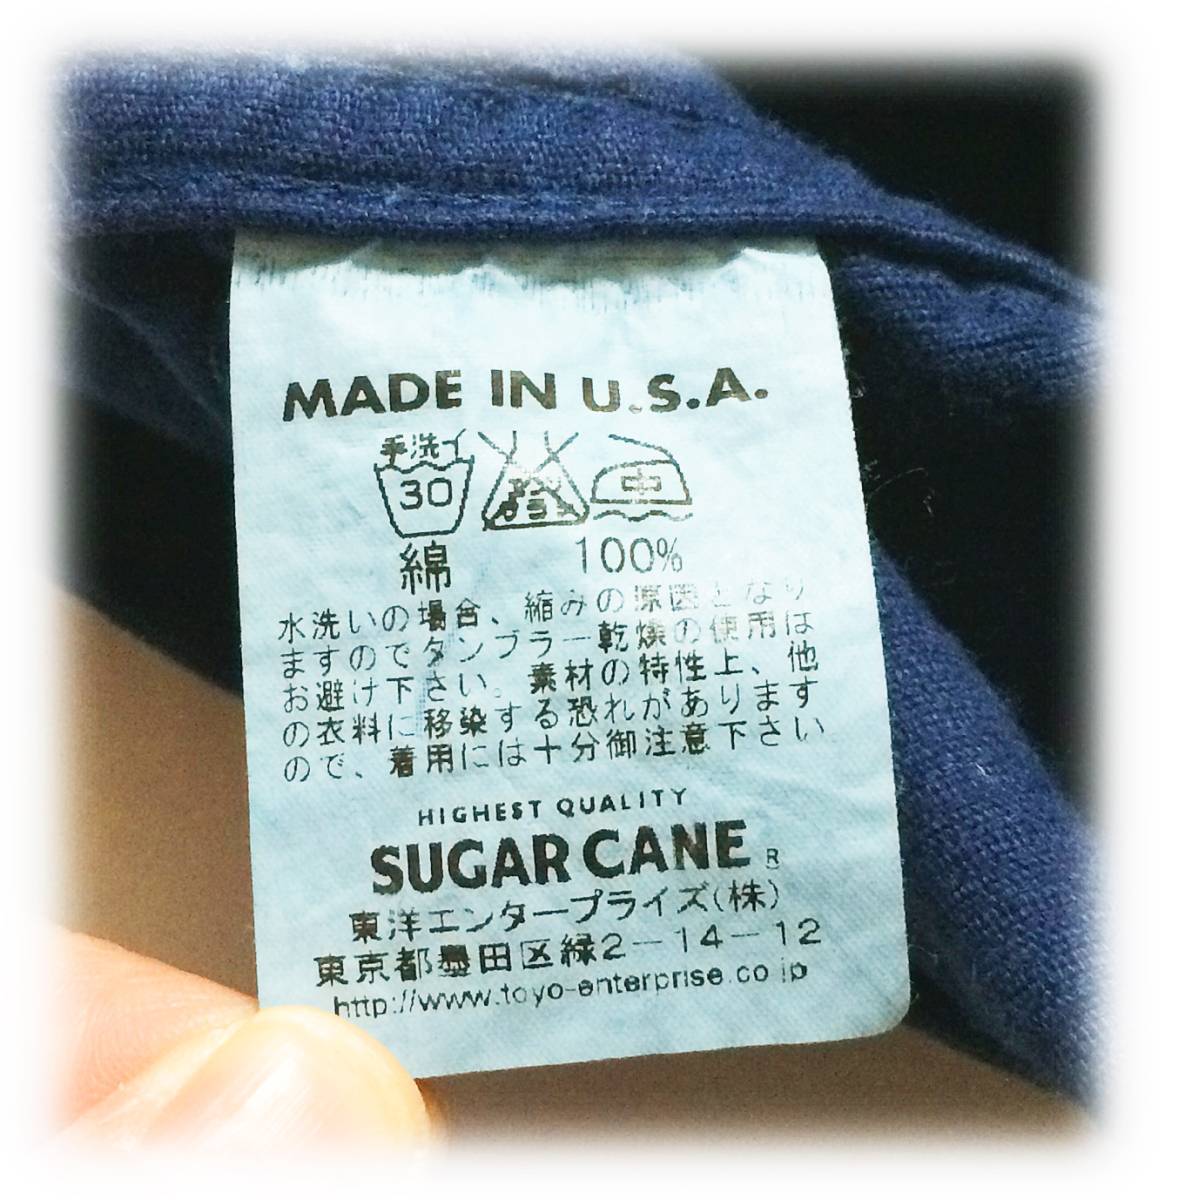 MADE IN U.S.A.
手洗イ
30
中
綿 100%
水洗いの場合、縮みの原因となり
ますのでタンブラー乾燥の使用は
お避け下さい。素材の特性上、他
の衣料に移染する恐れがあります
ので、着用には十分御注意下さい
HIGHEST QUALITY
SUGAR CANE ®
東洋エンタープライズ(株)
東京都墨田区緑2-14-12
http://www.toyo-enterprise.co.jp